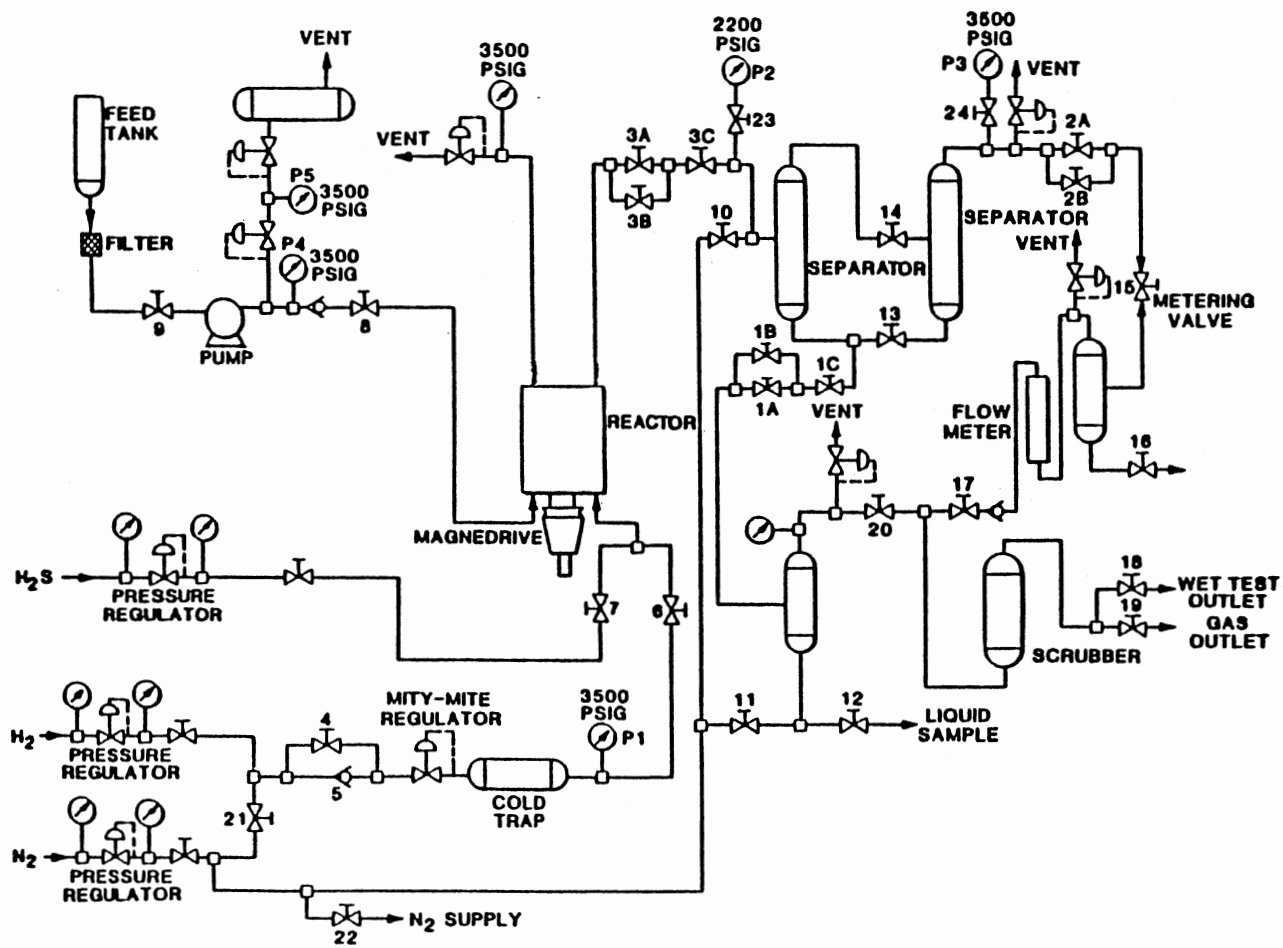 VENT
3500
PSIG
2200
PSIG
P2
3500
PSIG
P3
VENT
FEED
TANK
VENT
3A
3C
23
24
2A
P5
3500
PSIG
3B
2B
FILTER
P4
3500
PSIG
10
14
SEPARATOR
SEPARATOR
VENT
15
METERING
VALVE
9
8
PUMP
13
1B
1C
1A
REACTOR
VENT
FLOW
METER
16
17
20
MAGNEDRIVE
H2S
PRESSURE
REGULATOR
7
6
18
WET TEST
OUTLET
19
GAS
OUTLET
SCRUBBER
MITY-MITE
REGULATOR
3500
PSIG
P1
4
11
12
LIQUID
SAMPLE
H2
PRESSURE
REGULATOR
5
COLD
TRAP
21
N2
PRESSURE
REGULATOR
22
N2 SUPPLY